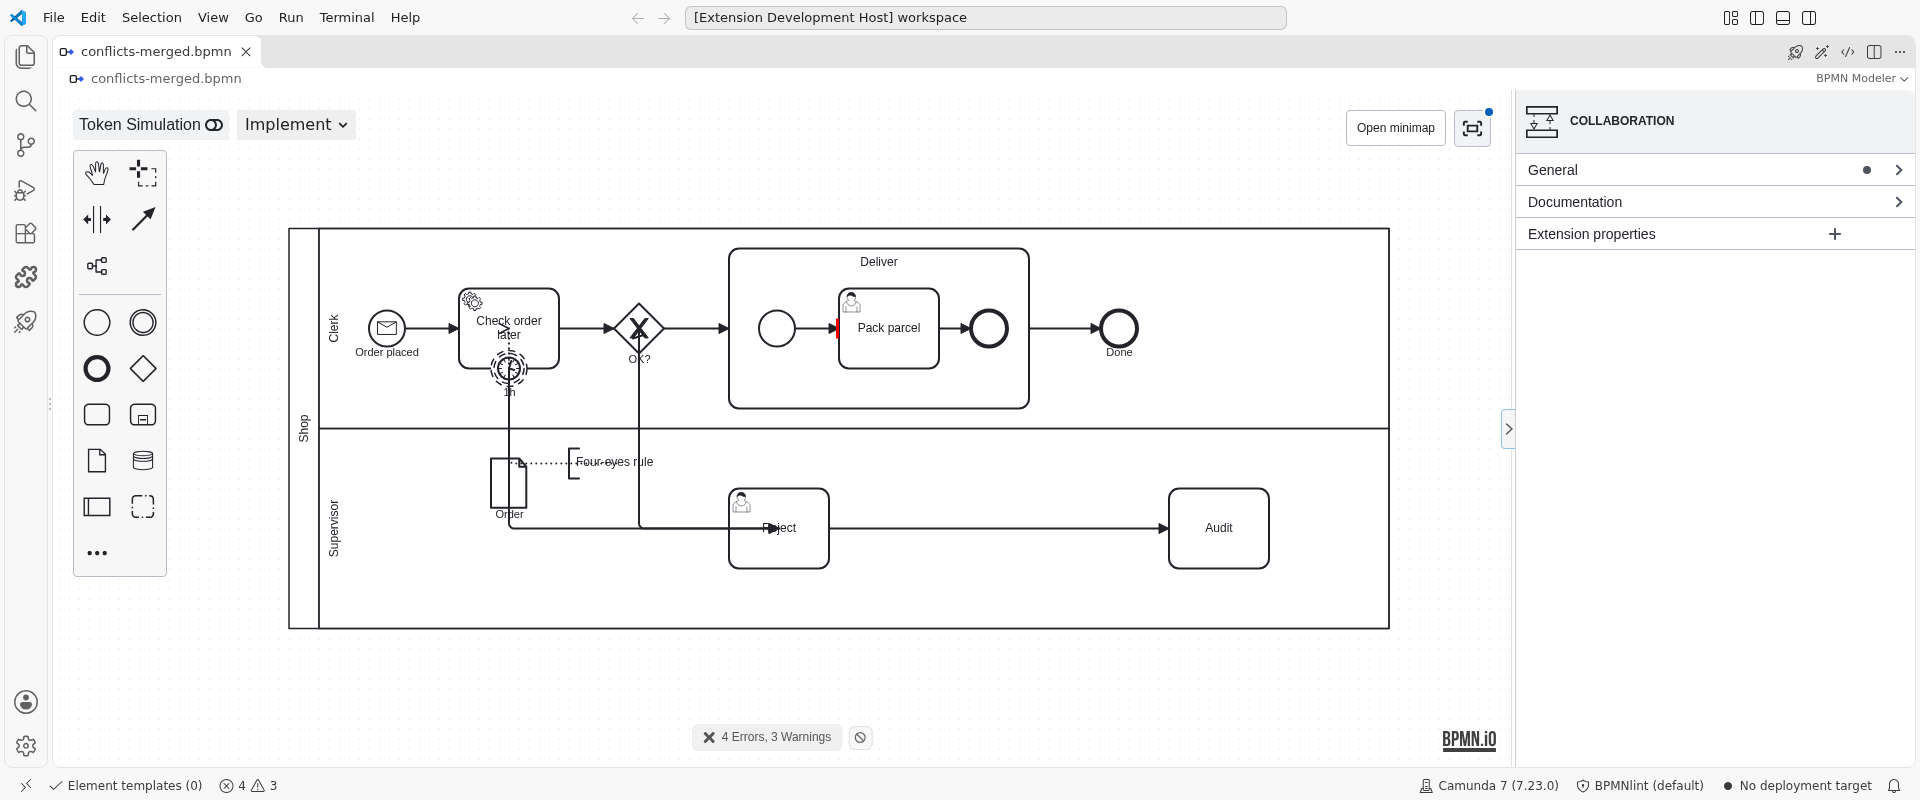 File Edit Selection View Go Run Terminal Help
[Extension Development Host] workspace
conflicts-merged.bpmn
conflicts-merged.bpmn
BPMN Modeler
Token Simulation
Implement
Open minimap
COLLABORATION
General
Documentation
Extension properties
Shop
Clerk
Supervisor
Order placed
Check order
later
1h
OK?
Deliver
Pack parcel
Done
Four-eyes rule
Order
Reject
Audit
4 Errors, 3 Warnings
BPMN.iO
Element templates (0)
4
3
Camunda 7 (7.23.0)
BPMNlint (default)
No deployment target